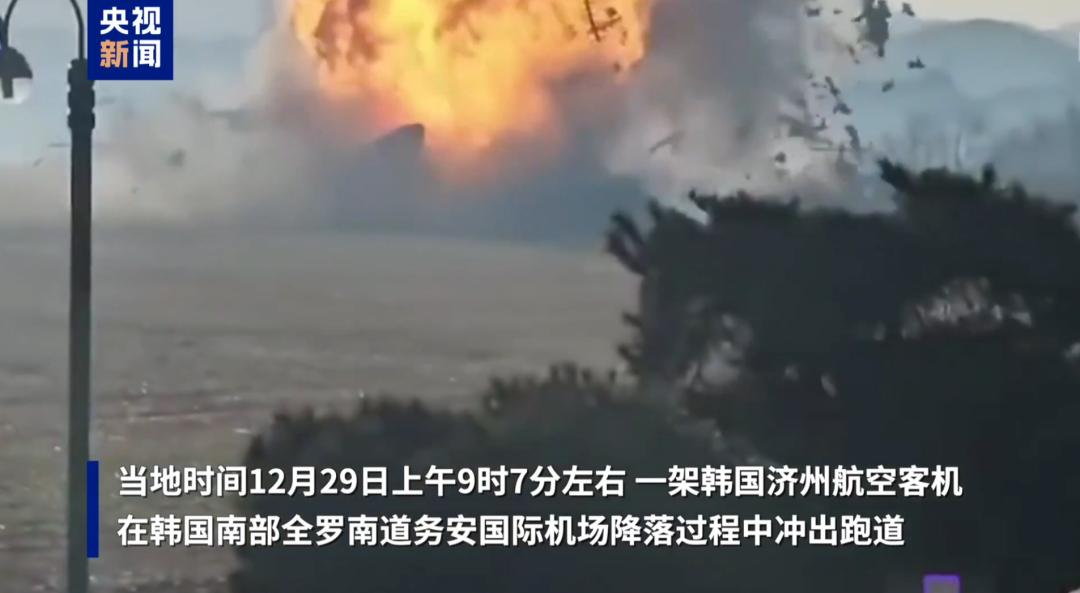 央视
新闻
当地时间12月29日上午9时7分左右 一架韩国济州航空客机
在韩国南部全罗南道务安国际机场降落过程中冲出跑道